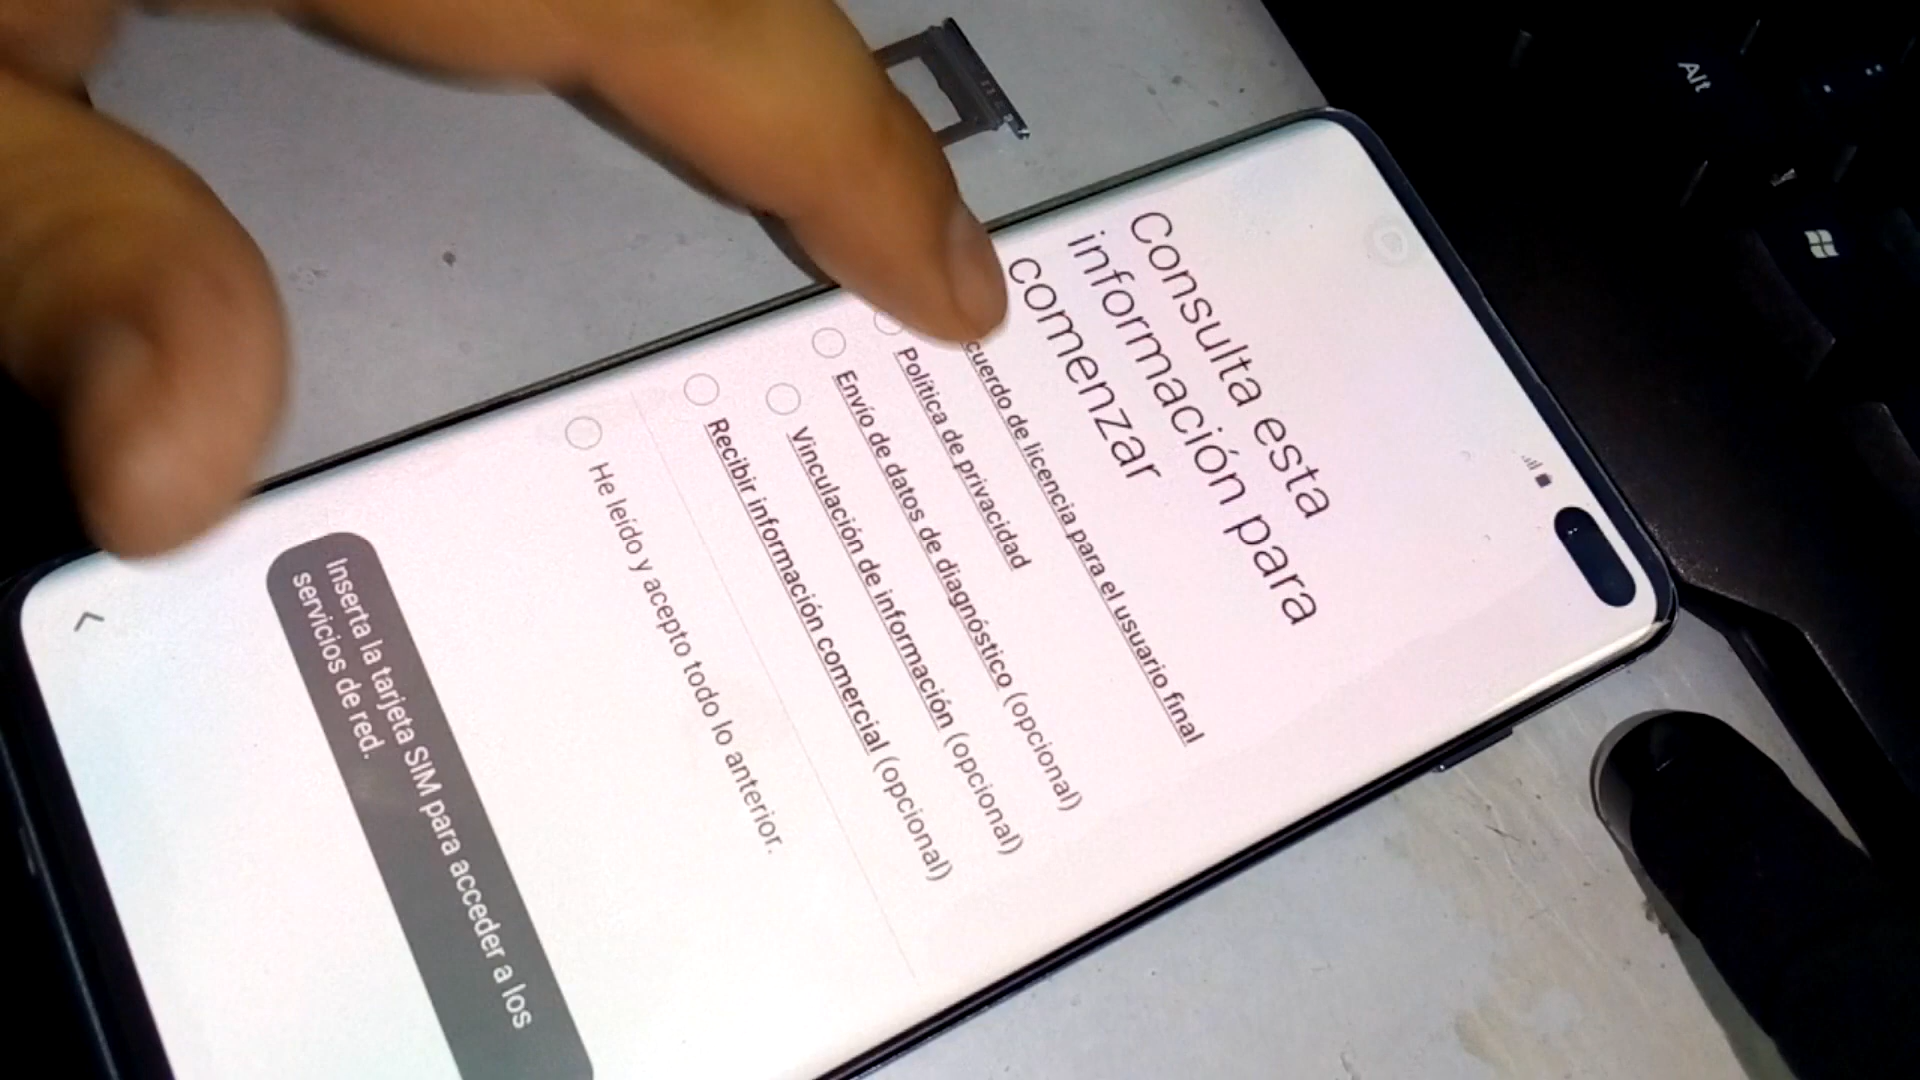 Consulta esta
información para
comenzar
cuerdo de licencia para el usuario final
Política de privacidad
Envío de datos de diagnóstico (opcional)
Vinculación de información (opcional)
Recibir información comercial (opcional)
He leído y acepto todo lo anterior.
Inserta la tarjeta SIM para acceder a los
servicios de red.
Alt